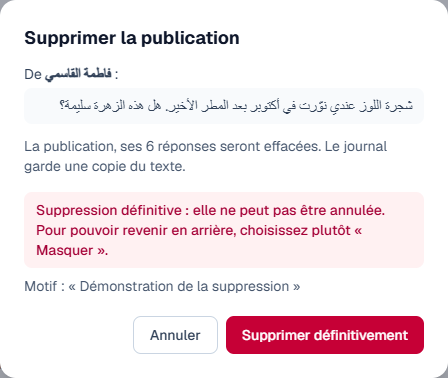 Supprimer la publication
De فاطمة القاسمي :
شجرة اللوز عندي نوّرت في أكتوبر بعد المطر الأخير. هل هذه الزهرة سليمة؟
La publication, ses 6 réponses seront effacées. Le journal
garde une copie du texte.
Suppression définitive : elle ne peut pas être annulée.
Pour pouvoir revenir en arrière, choisissez plutôt «
Masquer ».
Motif : « Démonstration de la suppression »
Annuler
Supprimer définitivement